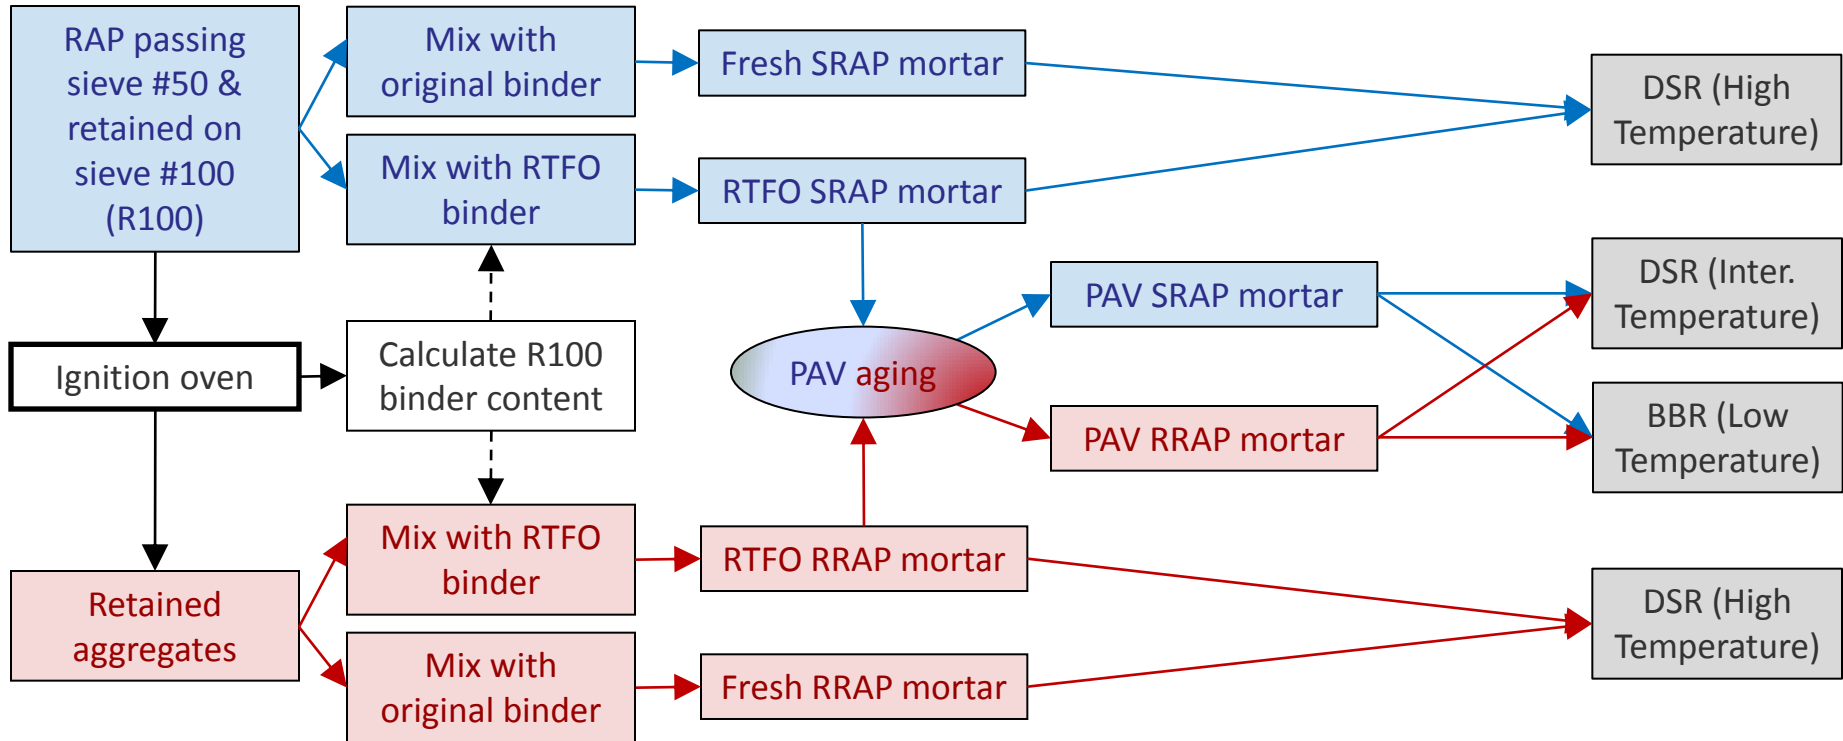 RAP passing
sieve #50 &
retained on
sieve #100
(R100)
Mix with
original binder
Fresh SRAP mortar
DSR (High
Temperature)
Mix with RTFO
binder
RTFO SRAP mortar
PAV SRAP mortar
DSR (Inter.
Temperature)
Ignition oven
Calculate R100
binder content
PAV aging
PAV RRAP mortar
BBR (Low
Temperature)
Retained
aggregates
Mix with RTFO
binder
RTFO RRAP mortar
DSR (High
Temperature)
Mix with
original binder
Fresh RRAP mortar